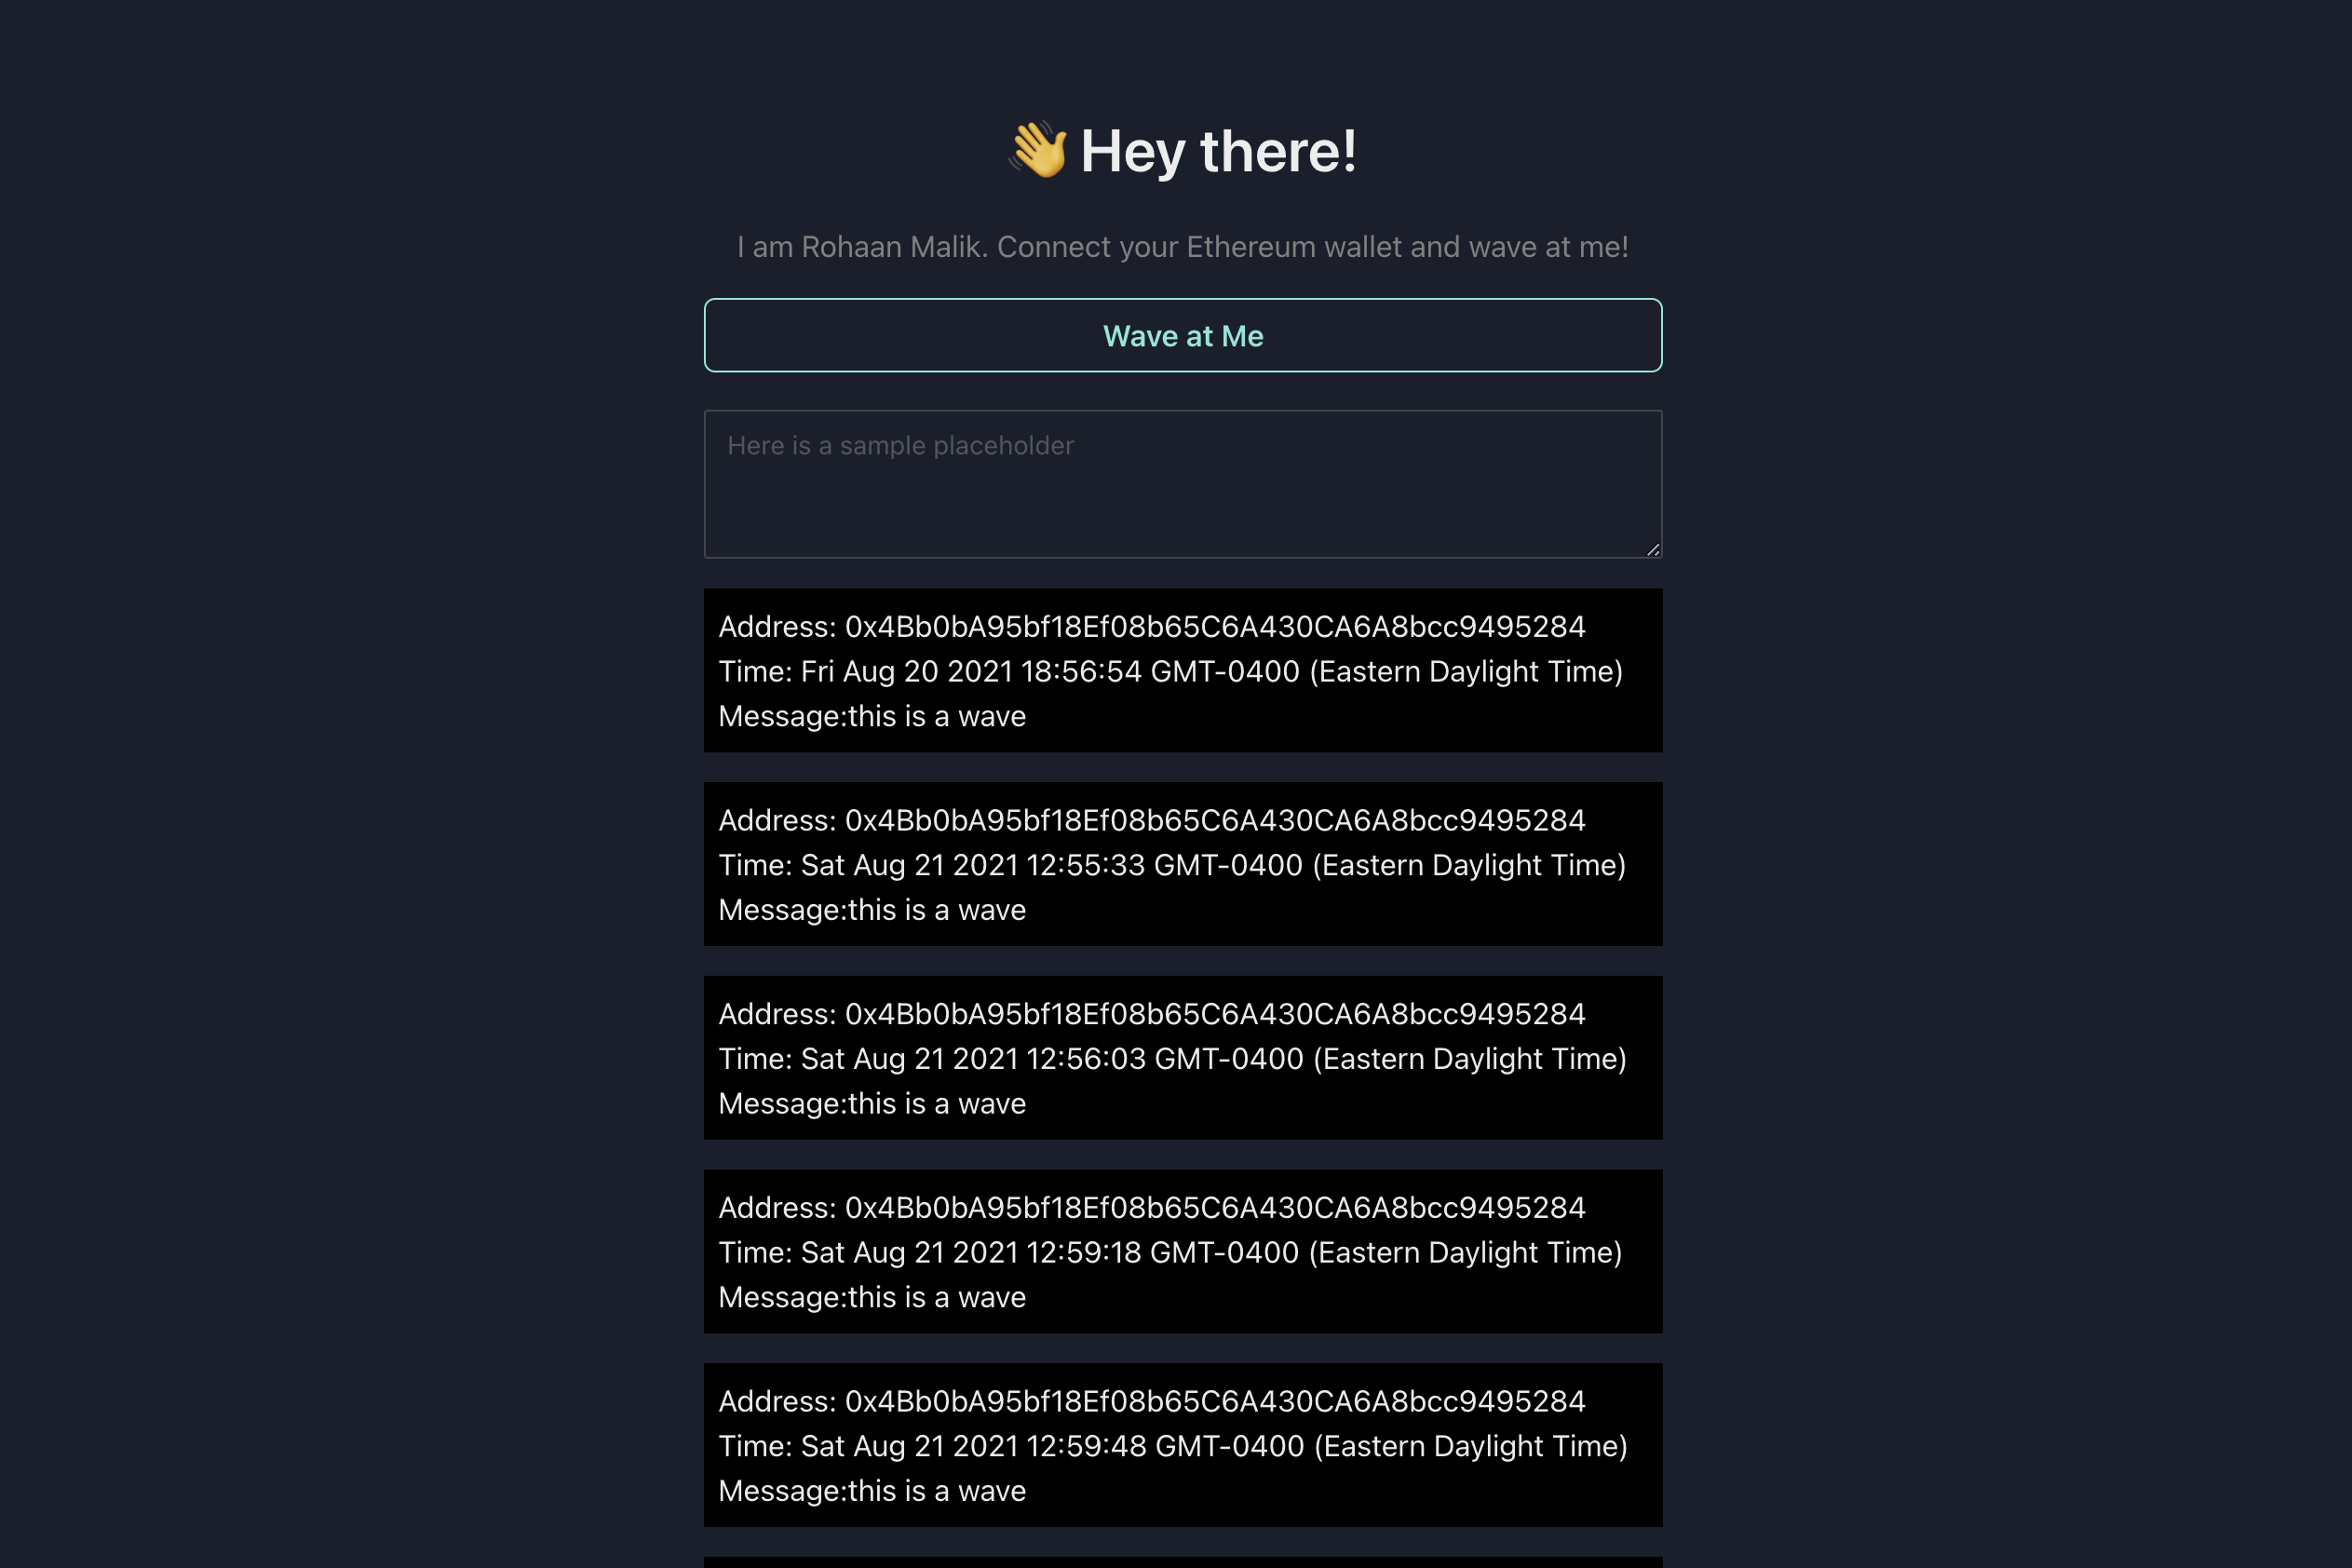 👋 Hey there!
I am Rohaan Malik. Connect your Ethereum wallet and wave at me!
Wave at Me
Here is a sample placeholder
Address: 0x4Bb0bA95bf18Ef08b65C6A430CA6A8bcc9495284
Time: Fri Aug 20 2021 18:56:54 GMT-0400 (Eastern Daylight Time)
Message:this is a wave
Address: 0x4Bb0bA95bf18Ef08b65C6A430CA6A8bcc9495284
Time: Sat Aug 21 2021 12:55:33 GMT-0400 (Eastern Daylight Time)
Message:this is a wave
Address: 0x4Bb0bA95bf18Ef08b65C6A430CA6A8bcc9495284
Time: Sat Aug 21 2021 12:56:03 GMT-0400 (Eastern Daylight Time)
Message:this is a wave
Address: 0x4Bb0bA95bf18Ef08b65C6A430CA6A8bcc9495284
Time: Sat Aug 21 2021 12:59:18 GMT-0400 (Eastern Daylight Time)
Message:this is a wave
Address: 0x4Bb0bA95bf18Ef08b65C6A430CA6A8bcc9495284
Time: Sat Aug 21 2021 12:59:48 GMT-0400 (Eastern Daylight Time)
Message:this is a wave